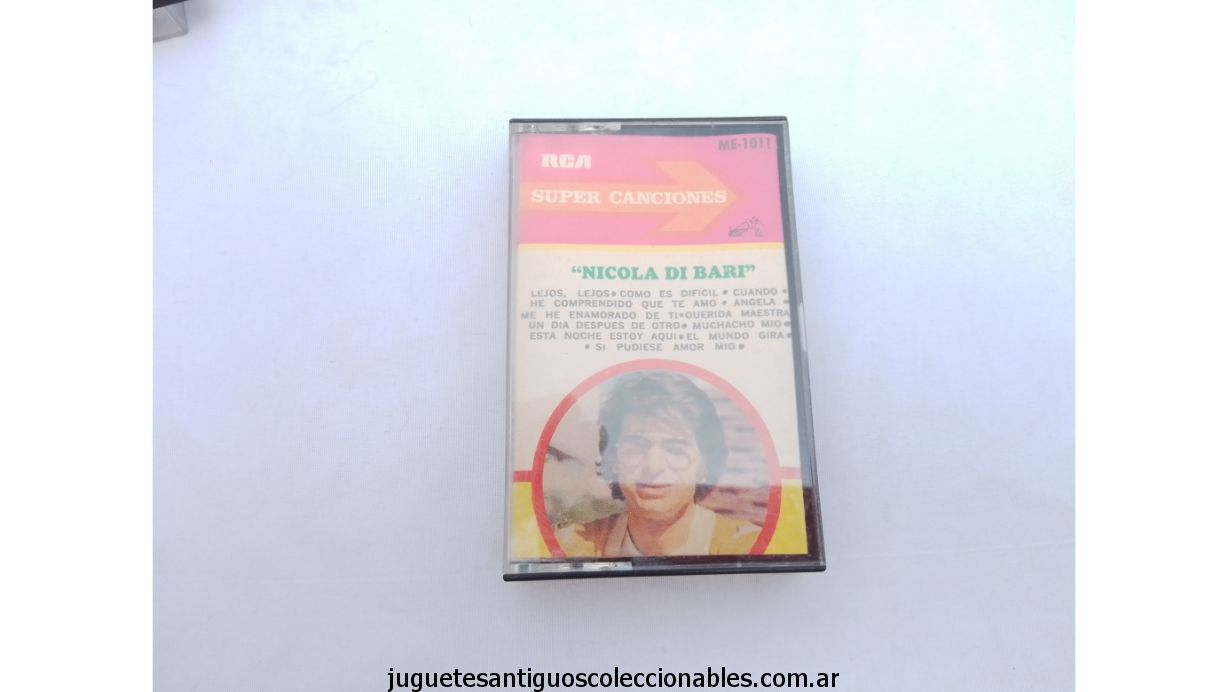 ME-1011
RCA
SUPER CANCIONES
“NICOLA DI BARI”
LEJOS, LEJOS • COMO ES DIFICIL • CUANDO •
HE COMPRENDIDO QUE TE AMO • ANGELA •
ME HE ENAMORADO DE TI • QUERIDA MAESTRA
UN DIA DESPUES DE OTRO • MUCHACHO MIO •
ESTA NOCHE ESTOY AQUI • EL MUNDO GIRA •
• SI PUDIESE AMOR MIO •
juguetesantiguoscoleccionables.com.ar